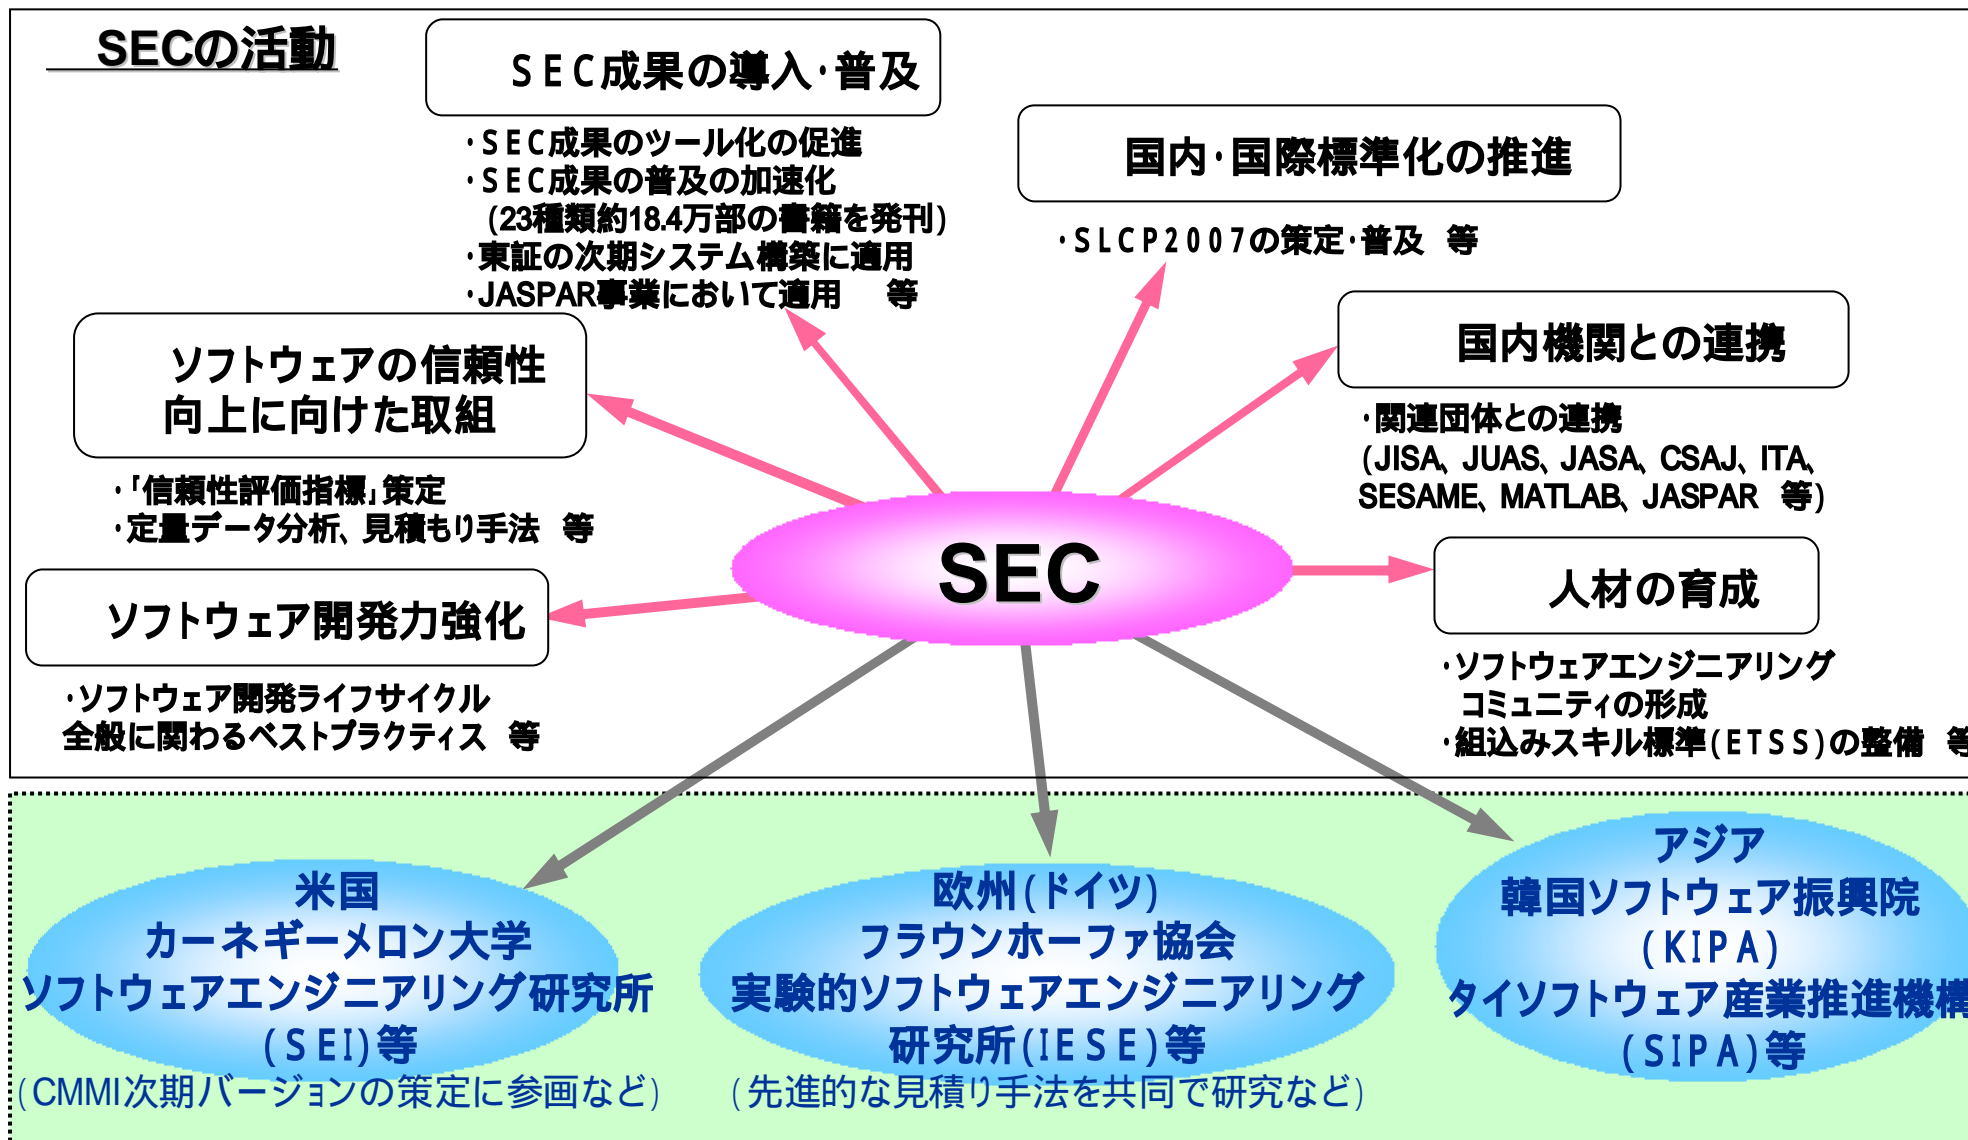 SECの活動
SEC成果の導入・普及
・SEC成果のツール化の促進
・SEC成果の普及の加速化
(23種類約18.4万部の書籍を発刊)
・東証の次期システム構築に適用
・JASPAR事業において適用 等
国内・国際標準化の推進
・SLCP2007の策定・普及 等
国内機関との連携
・関連団体との連携
(JISA、JUAS、JASA、CSAJ、ITA、
SESAME、MATLAB、JASPAR 等)
ソフトウェアの信頼性
向上に向けた取組
・「信頼性評価指標」策定
・定量データ分析、見積もり手法 等
SEC
人材の育成
・ソフトウェアエンジニアリング
コミュニティの形成
・組込みスキル標準(ETSS)の整備 等
ソフトウェア開発力強化
・ソフトウェア開発ライフサイクル
全般に関わるベストプラクティス 等
米国
カーネギーメロン大学
ソフトウェアエンジニアリング研究所
(SEI)等
(CMMI次期バージョンの策定に参画など)
欧州(ドイツ)
フラウンホーファ協会
実験的ソフトウェアエンジニアリング
研究所(IESE)等
(先進的な見積り手法を共同で研究など)
アジア
韓国ソフトウェア振興院
(KIPA)
タイソフトウェア産業推進機構
(SIPA)等